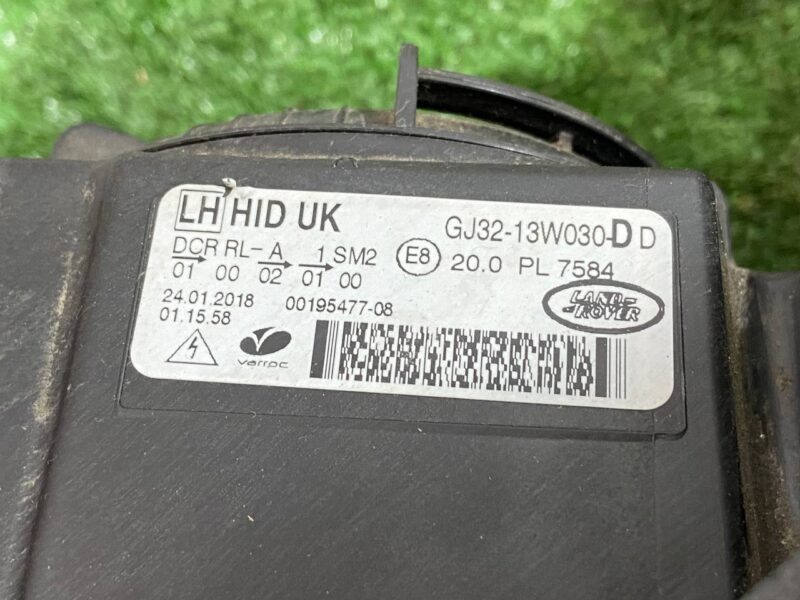 LH HID UK GJ32-13W030-D D
DCR RL- A 1 SM2 E8 20.0 PL 7584
01 00 02 01 00
24.01.2018 00195477-08
01.15.58
LAND-
ROVER
varroc